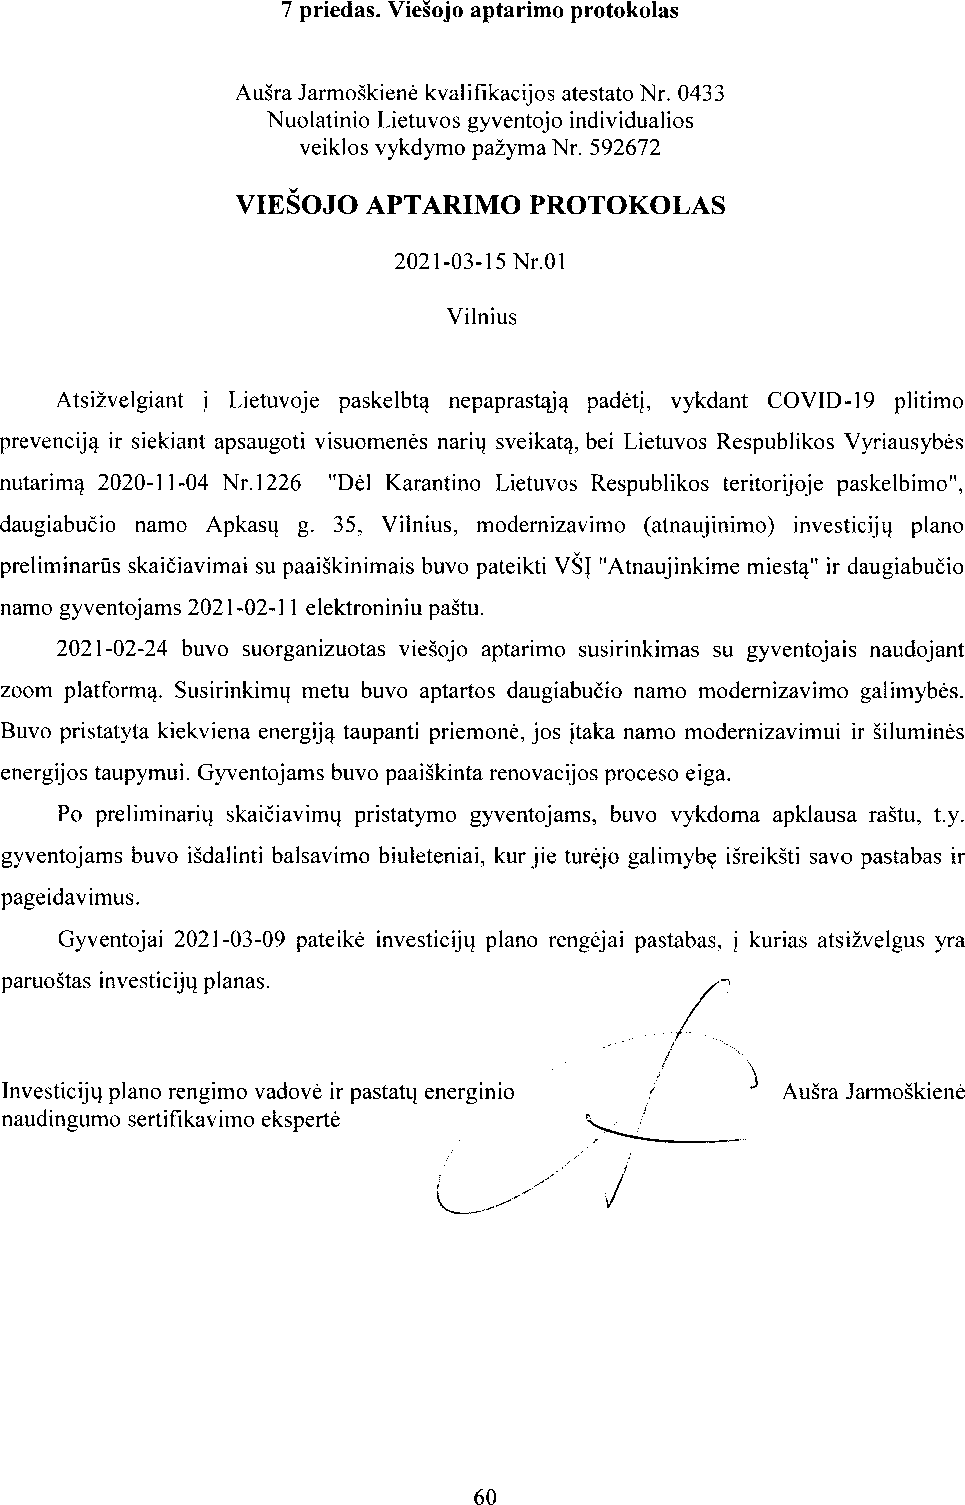 7 priedas. Viešojo aptarimo protokolas
Aušra Jarmoškienė kvalifikacijos atestato Nr. 0433
Nuolatinio Lietuvos gyventojo individualios
veiklos vykdymo pažyma Nr. 592672
VIEŠOJO APTARIMO PROTOKOLAS
2021-03-15 Nr.01
Vilnius
Atsižvelgiant į Lietuvoje paskelbtą nepaprastąją padėtį, vykdant COVID-19 plitimo
prevenciją ir siekiant apsaugoti visuomenės narių sveikatą, bei Lietuvos Respublikos Vyriausybės
nutarimą 2020-11-04 Nr.1226 "Dėl Karantino Lietuvos Respublikos teritorijoje paskelbimo",
daugiabučio namo Apkasų g. 35, Vilnius, modernizavimo (atnaujinimo) investicijų plano
preliminarūs skaičiavimai su paaiškinimais buvo pateikti VŠĮ "Atnaujinkime miestą" ir daugiabučio
namo gyventojams 2021-02-11 elektroniniu paštu.
2021-02-24 buvo suorganizuotas viešojo aptarimo susirinkimas su gyventojais naudojant
zoom platformą. Susirinkimų metu buvo aptartos daugiabučio namo modernizavimo galimybės.
Buvo pristatyta kiekviena energiją taupanti priemonė, jos įtaka namo modernizavimui ir šiluminės
energijos taupymui. Gyventojams buvo paaiškinta renovacijos proceso eiga.
Po preliminarių skaičiavimų pristatymo gyventojams, buvo vykdoma apklausa raštu, t.y.
gyventojams buvo išdalinti balsavimo biuleteniai, kur jie turėjo galimybę išreikšti savo pastabas ir
pageidavimus.
Gyventojai 2021-03-09 pateikė investicijų plano rengėjai pastabas, į kurias atsižvelgus yra
paruoštas investicijų planas.
Investicijų plano rengimo vadovė ir pastatų energinio
naudingumo sertifikavimo ekspertė
Aušra Jarmoškienė
60